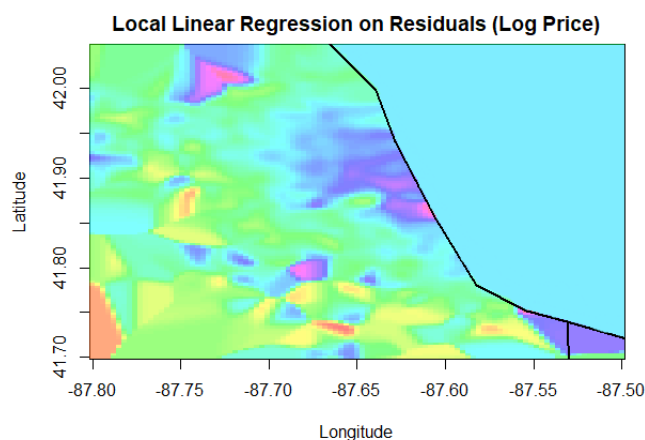 Local Linear Regression on Residuals (Log Price)
Latitude
42.00
41.90
41.80
41.70
-87.80 -87.75 -87.70 -87.65 -87.60 -87.55 -87.50
Longitude